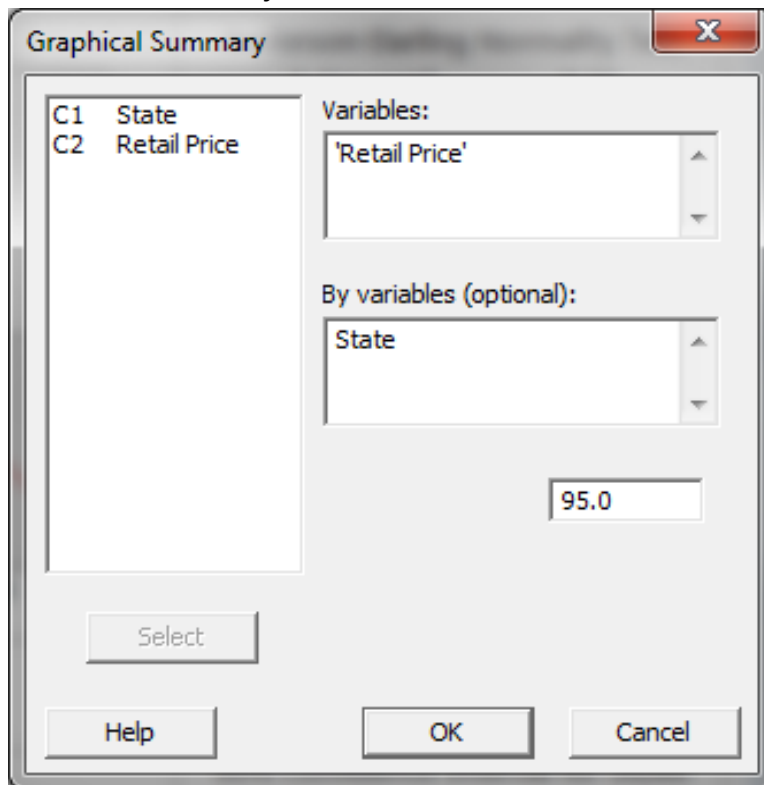 Graphical Summary
C1 State
C2 Retail Price
Variables:
'Retail Price'
By variables (optional):
State
95.0
Select
Help
OK
Cancel